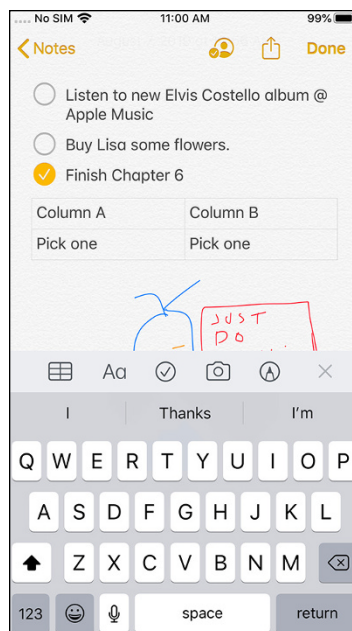 No SIM 11:00 AM 99%
Notes Done
Listen to new Elvis Costello album @
Apple Music
Buy Lisa some flowers.
Finish Chapter 6
Column A Column B
Pick one Pick one
JUST
DO
Aa
I Thanks I'm
Q W E R T Y U I O P
A S D F G H J K L
Z X C V B N M
123 space return